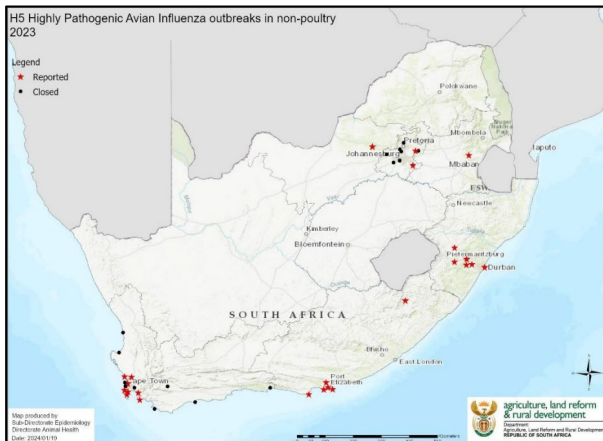 H5 Highly Pathogenic Avian Influenza outbreaks in non-poultry
2023
Legend
Reported
Closed
Polokwane
Mbombela
Pretoria
Johannesburg
Maputo
Mbaban
ESW
Newcastle
Kimberley
Bloemfontein
Pietermaritzburg
Durban
SOUTH AFRICA
Bhisho
East London
Port
Elizabeth
Cape Town
Map produced by
Sub-Directorate Epidemiology
Directorate Animal Health
Date: 2024/01/19
agriculture, land reform
& rural development
Department:
Agriculture, Land Reform and Rural Development
REPUBLIC OF SOUTH AFRICA